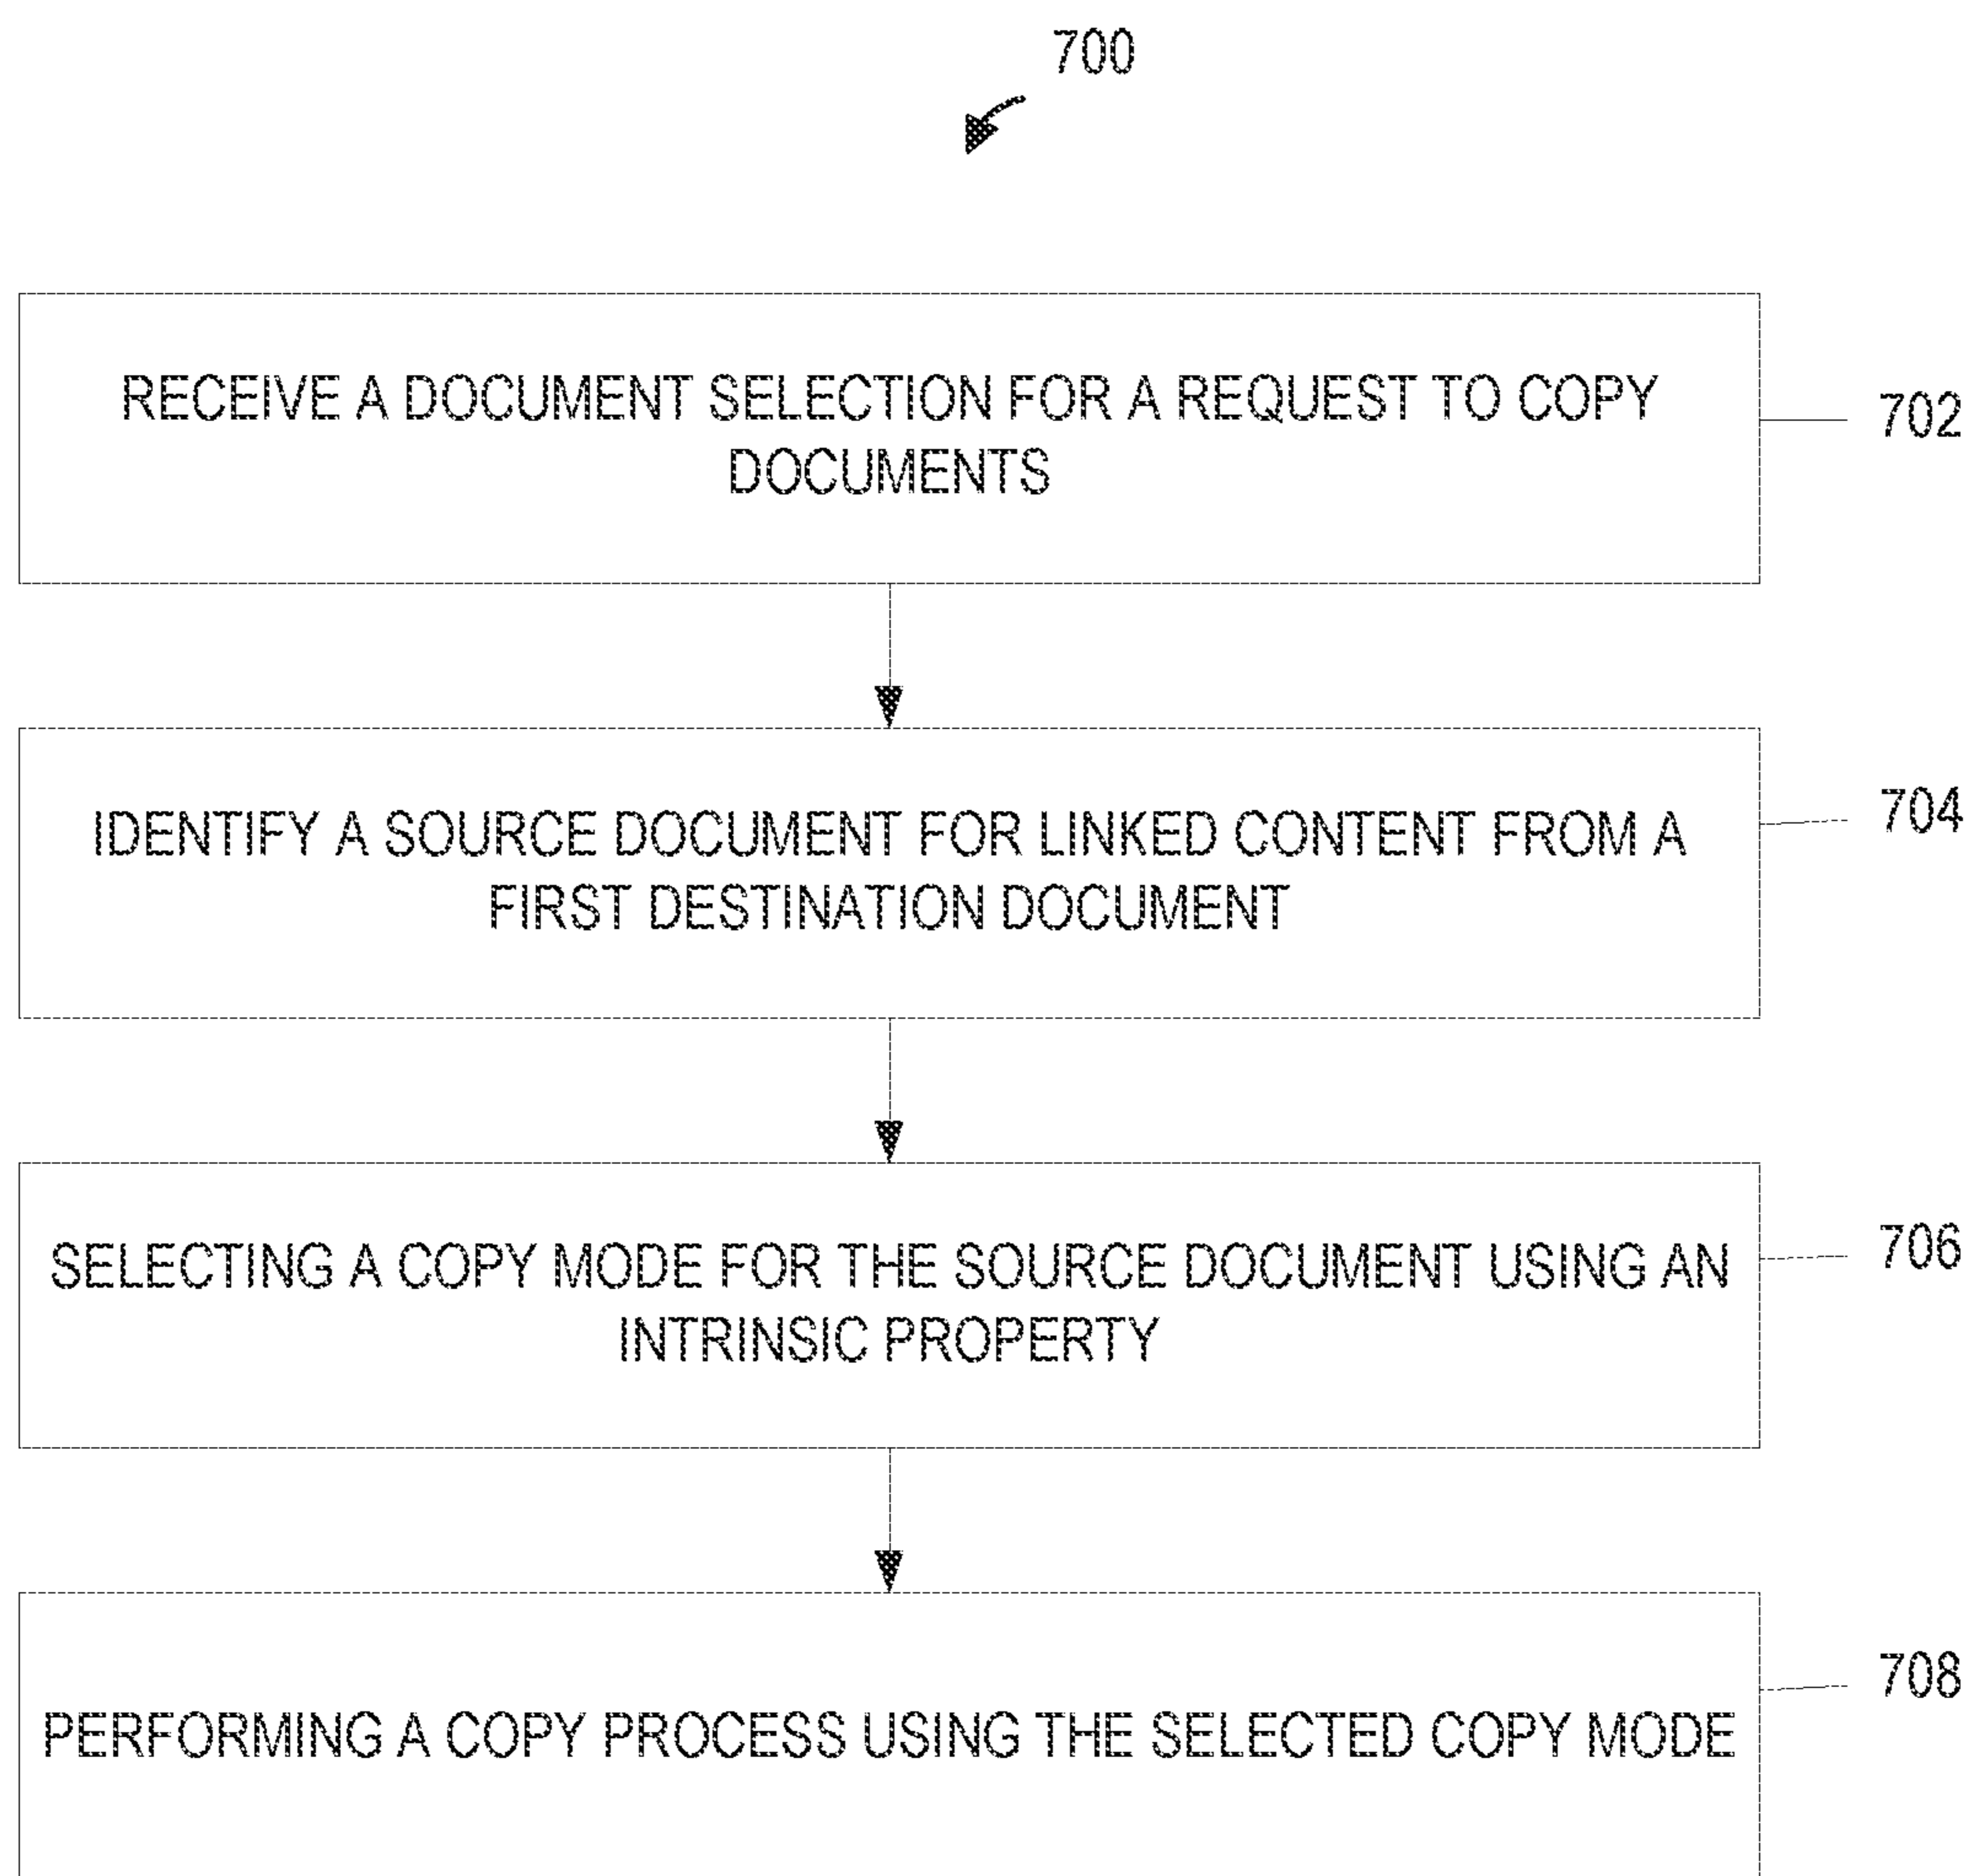 700
RECEIVE A DOCUMENT SELECTION FOR A REQUEST TO COPY
DOCUMENTS
702
IDENTIFY A SOURCE DOCUMENT FOR LINKED CONTENT FROM A
FIRST DESTINATION DOCUMENT
704
SELECTING A COPY MODE FOR THE SOURCE DOCUMENT USING AN
INTRINSIC PROPERTY
706
PERFORMING A COPY PROCESS USING THE SELECTED COPY MODE
708